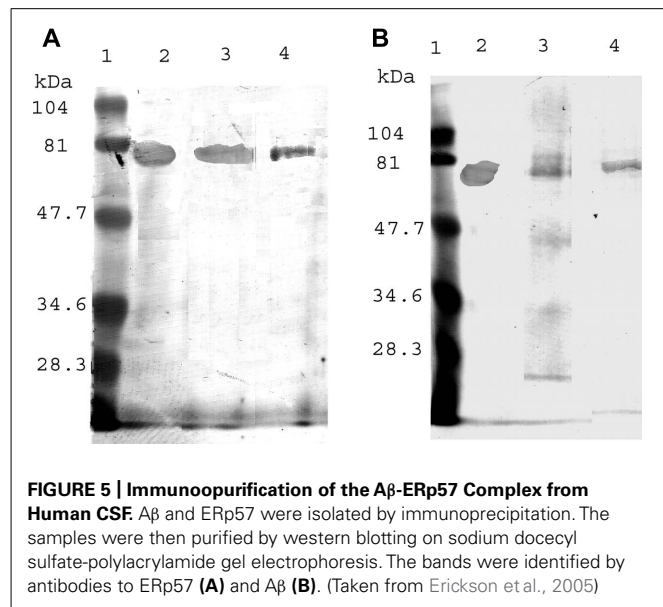 A
1 2 3 4
kDa
104
81
47.7
34.6
28.3
B
1 2 3 4
104
81
47.7
34.6
28.3
FIGURE 5 | Immunoopurification of the Aβ-ERp57 Complex from
Human CSF. Aβ and ERp57 were isolated by immunoprecipitation. The
samples were then purified by western blotting on sodium docecyl
sulfate-polyacrylamide gel electrophoresis. The bands were identified by
antibodies to ERp57 (A) and Aβ (B). (Taken from Erickson et al., 2005)